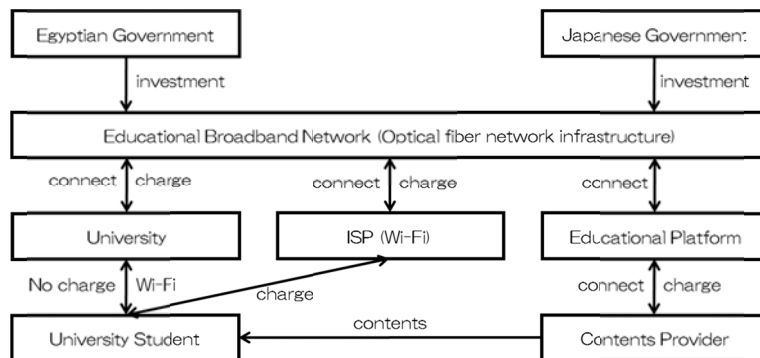 Egyptian Government
Japanese Government
investment
investment
Educational Broadband Network (Optical fiber network infrastructure)
connect charge
connect charge
connect
University
ISP (Wi-Fi)
Educational Platform
No charge Wi-Fi
charge
connect charge
contents
University Student
Contents Provider